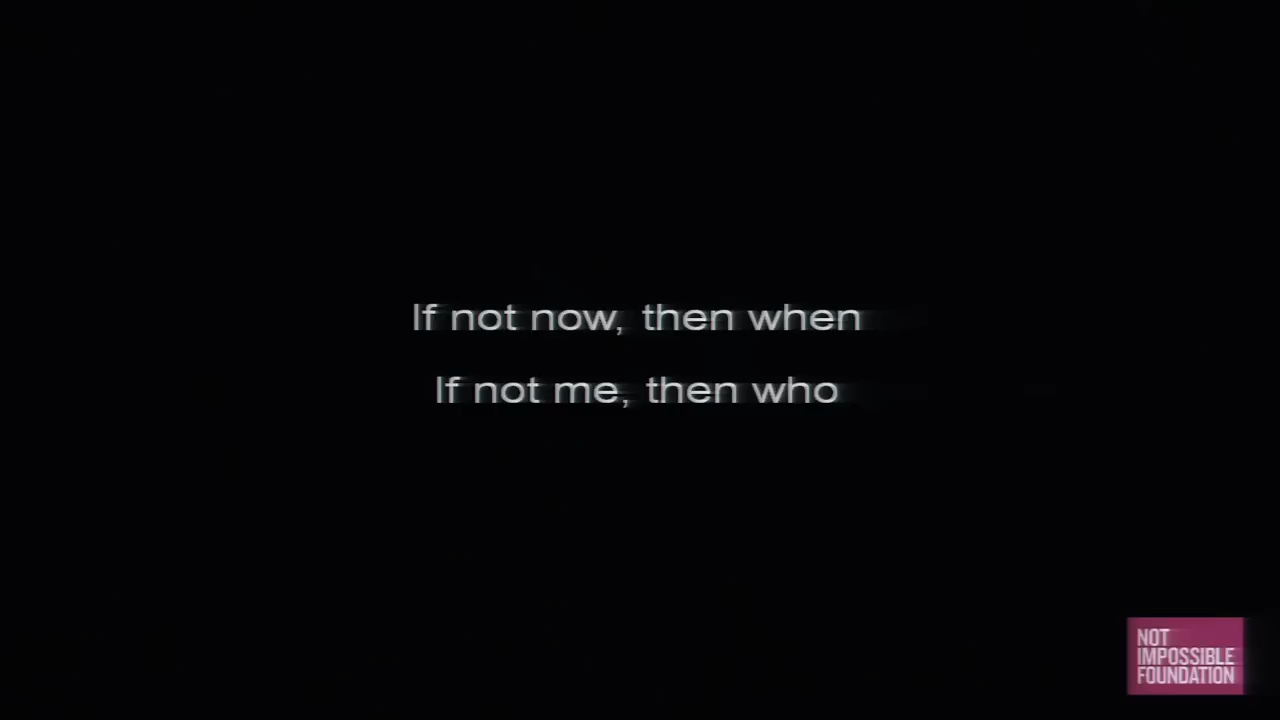 If not now, then when
If not me, then who
NOT
IMPOSSIBLE
FOUNDATION